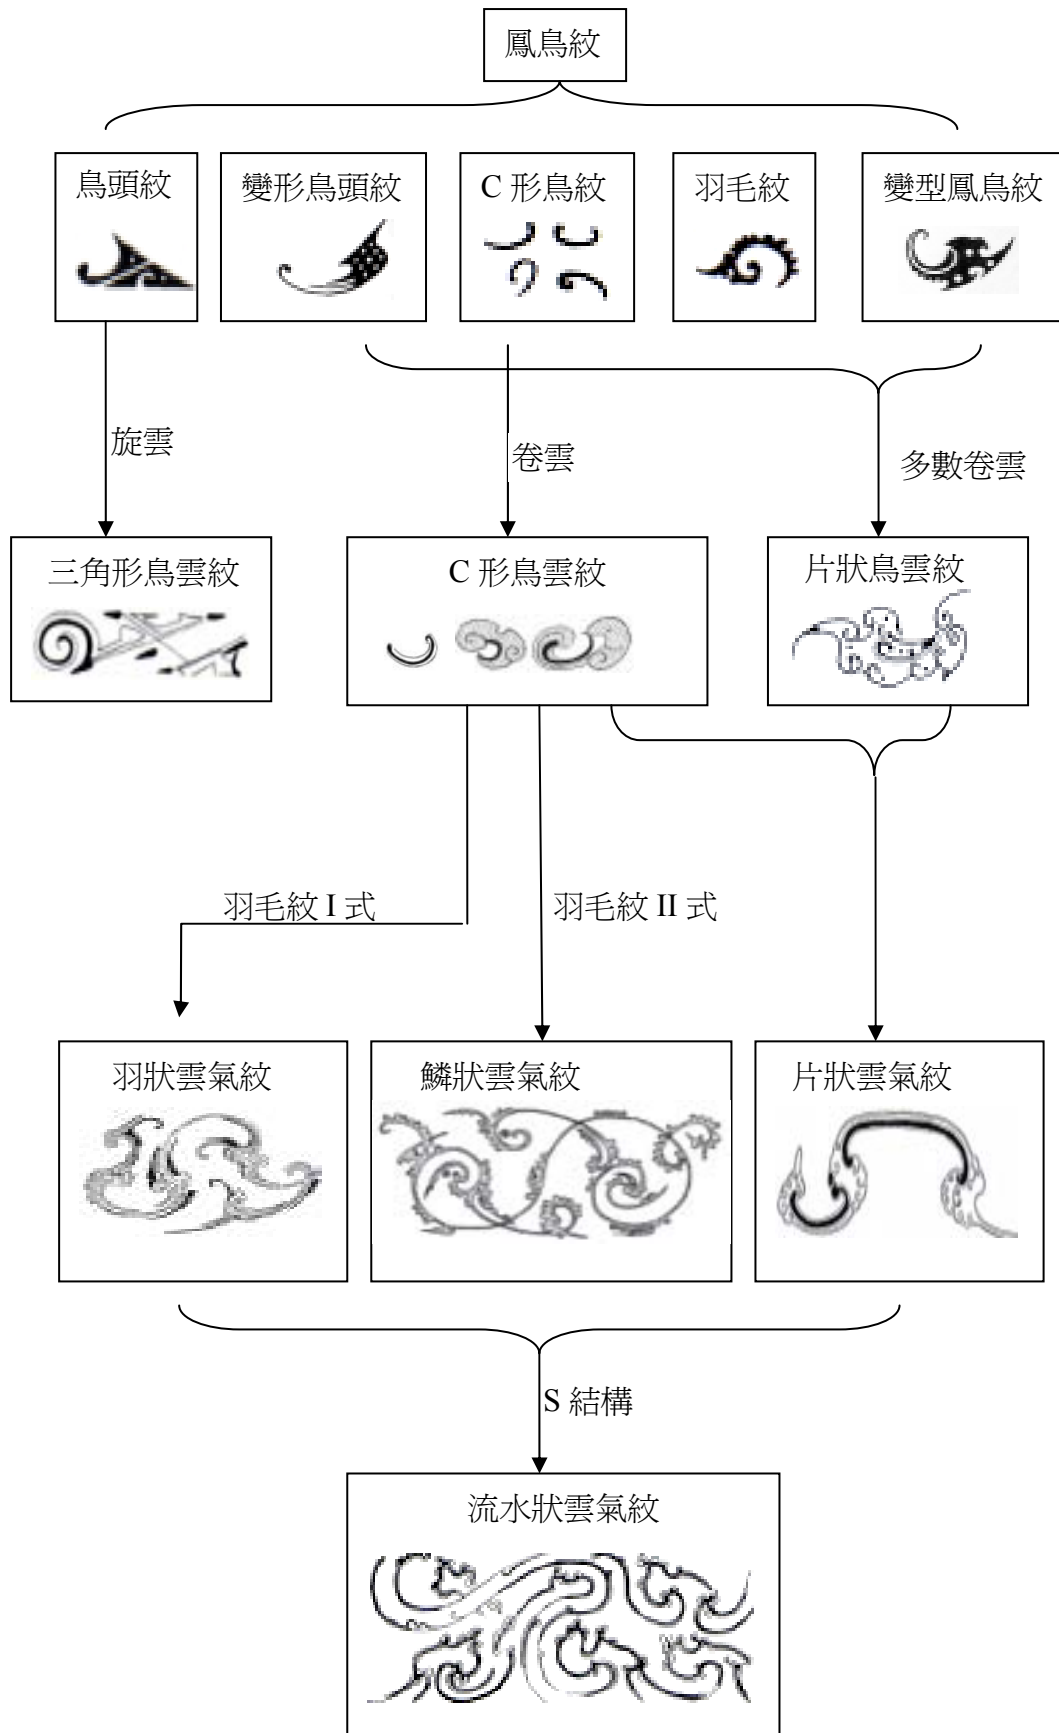 鳳鳥紋
鳥頭紋
變形鳥頭紋
C 形鳥紋
羽毛紋
變型鳳鳥紋
旋雲
卷雲
多數卷雲
三角形鳥雲紋
C 形鳥雲紋
片狀鳥雲紋
羽毛紋 I 式
羽毛紋 II 式
羽狀雲氣紋
鱗狀雲氣紋
片狀雲氣紋
S 結構
流水狀雲氣紋